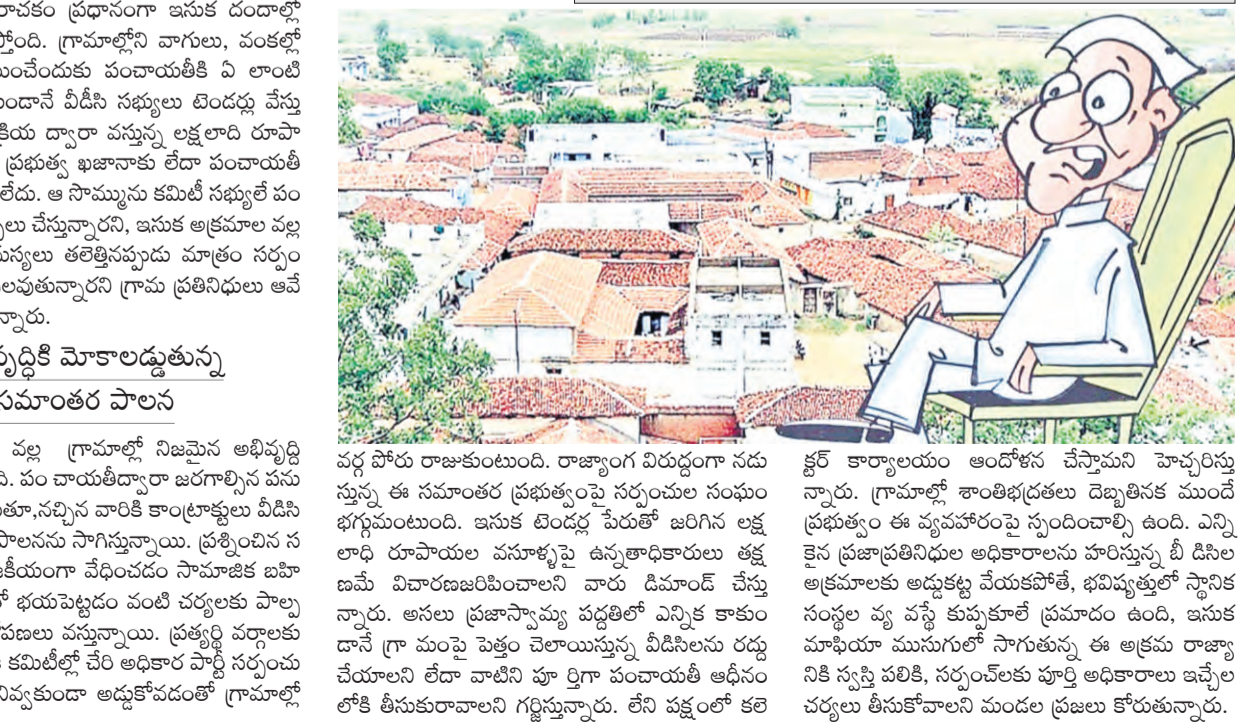 రాచకం ప్రధానంగా ఇసుక దందాల్లో
స్తోంది. గ్రామాల్లోని వాగులు, వంకల్లో
ంచేందుకు పంచాయతీకి ఏ లాంటి
ండానే వీడీసి సభ్యులు టెండర్లు వేస్తు
క్రియ ద్వారా వస్తున్న లక్షలాది రూపా
ప్రభుత్వ ఖజానాకు లేదా పంచాయతీ
లేదు. ఆ సొమ్మును కమిటీ సభ్యులే పం
లు చేస్తున్నారని, ఇసుక అక్రమాల వల్ల
స్యలు తలెత్తినప్పుడు మాత్రం సర్పం
లవుతున్నారని గ్రామ ప్రతినిధులు ఆవే
న్నారు.
వృద్ధికి మోకాలడ్డుతున్న
సమాంతర పాలన
వల్ల గ్రామాల్లో నిజమైన అభివృద్ది
ది. పం చాయతీద్వారా జరగాల్సిన పను
తూ,నచ్చిన వారికి కాంట్రాక్టులు వీడిసి
పాలనను సాగిస్తున్నాయి. ప్రశ్నించిన స
జకీయంగా వేధించడం సామాజిక బహి
లో భయపెట్టడం వంటి చర్యలకు పాల్ప
పణలు వస్తున్నాయి. ప్రత్యర్థి వర్గాలకు
కమిటీల్లో చేరి అధికార పార్టీ సర్పంచు
నివ్వకుండా అడ్డుకోవడంతో గ్రామాల్లో
వర్గ పోరు రాజుకుంటుంది. రాజ్యాంగ విరుద్దంగా నడు
స్తున్న ఈ సమాంతర ప్రభుత్వంపై సర్పంచుల సంఘం
భగ్గుమంటుంది. ఇసుక టెండర్ల పేరుతో జరిగిన లక్ష
లాధి రూపాయల వసూళ్ళపై ఉన్నతాధికారులు తక్ష
ణమే విచారణజరిపించాలని వారు డిమాండ్ చేస్తు
న్నారు. అసలు ప్రజాస్వామ్య పద్దతిలో ఎన్నిక కాకుం
డానే గ్రా మంపై పెత్తం చెలాయిస్తున్న వీడిసిలను రద్దు
చేయాలని లేదా వాటిని పూ ర్తిగా పంచాయతీ ఆధీనం
లోకి తీసుకురావాలని గర్జిస్తున్నారు. లేని పక్షంలో కలె
క్టర్ కార్యాలయం ఆందోళన చేస్తామని హెచ్చరిస్తు
న్నారు. గ్రామాల్లో శాంతిభద్రతలు దెబ్బతినక ముందే
ప్రభుత్వం ఈ వ్యవహారంపై స్పందించాల్సి ఉంది. ఎన్ని
కైన ప్రజాప్రతినిధుల అధికారాలను హరిస్తున్న బీ డిసిల
అక్రమాలకు అడ్డుకట్ట వేయకపోతే, భవిష్యత్తులో స్థానిక
సంస్థల వ్య వస్థే కుప్పకూలే ప్రమాదం ఉంది, ఇసుక
మాఫియా ముసుగులో సాగుతున్న ఈ అక్రమ రాజ్యా
నికి స్వస్తి పలికి, సర్పంచ్‌లకు పూర్తి అధికారాలు ఇచ్చేల
చర్యలు తీసుకోవాలని మండల ప్రజలు కోరుతున్నారు.